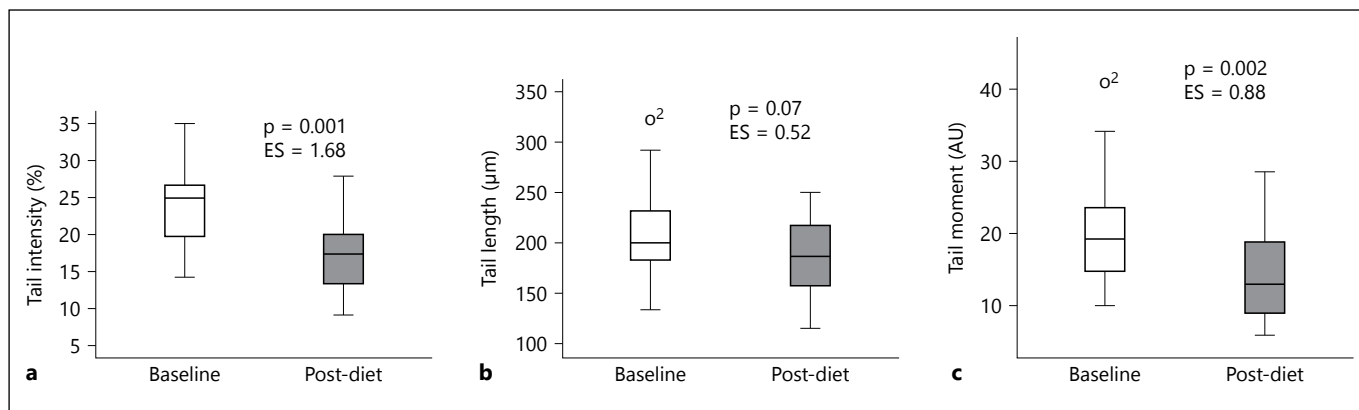 Tail intensity (%)
35
30
25
20
15
10
5
p = 0.001
ES = 1.68
Baseline
Post-diet
a
Tail length (µm)
350
300
250
200
150
100
o²
p = 0.07
ES = 0.52
Baseline
Post-diet
b
Tail moment (AU)
40
30
20
10
o²
p = 0.002
ES = 0.88
Baseline
Post-diet
c